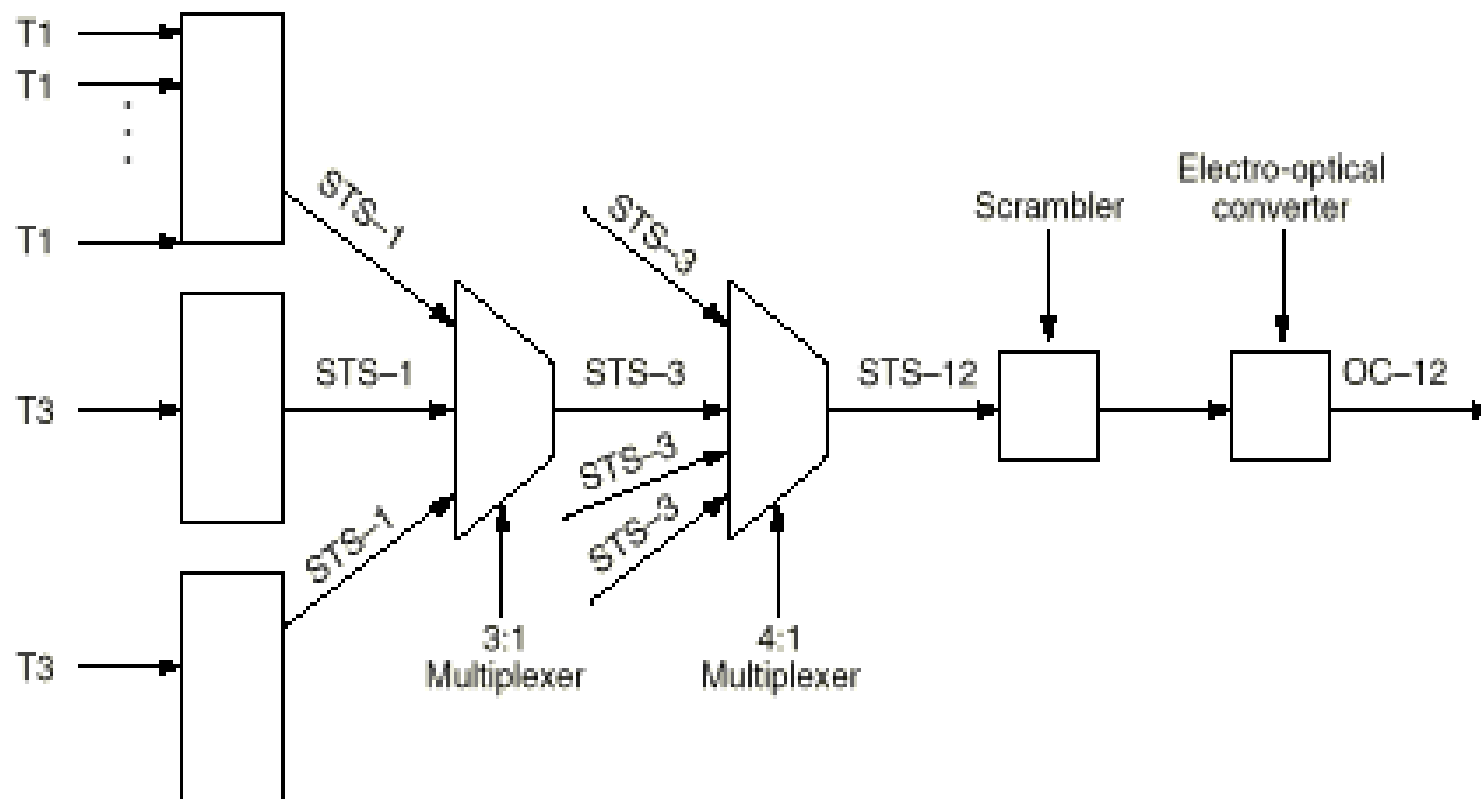 T1
T1
T1
STS–1
STS–3
Scrambler
Electro-optical
converter
T3
STS–1
STS–3
STS–12
OC–12
STS–3
STS–1
STS–3
T3
3:1
Multiplexer
4:1
Multiplexer